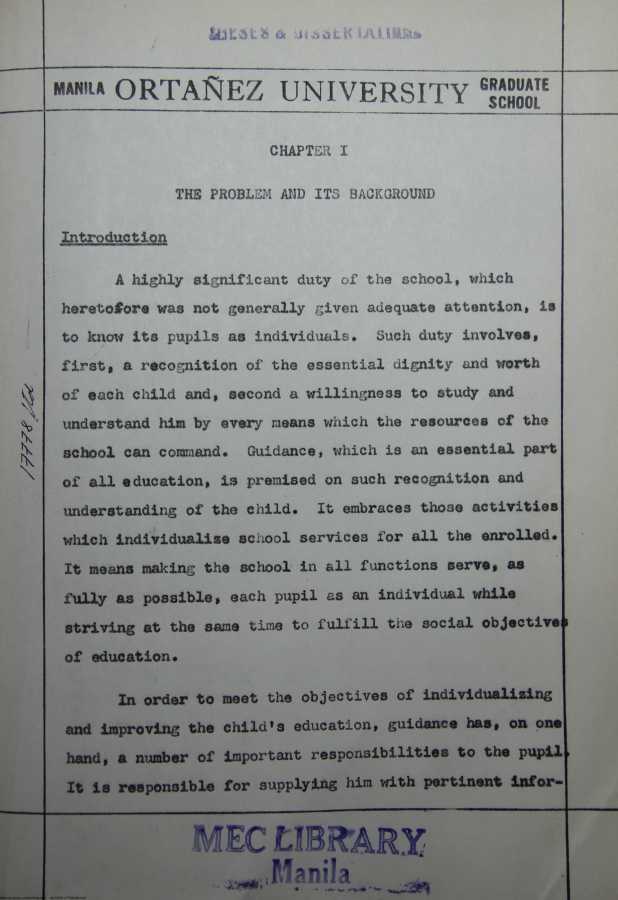 THESES & DISSERTATIONS
MANILA ORTAÑEZ UNIVERSITY GRADUATE SCHOOL
CHAPTER I
THE PROBLEM AND ITS BACKGROUND
Introduction
A highly significant duty of the school, which
heretofore was not generally given adequate attention, is
to know its pupils as individuals. Such duty involves,
first, a recognition of the essential dignity and worth
of each child and, second a willingness to study and
understand him by every means which the resources of the
school can command. Guidance, which is an essential part
of all education, is premised on such recognition and
understanding of the child. It embraces those activities
which individualize school services for all the enrolled.
It means making the school in all functions serve, as
fully as possible, each pupil as an individual while
striving at the same time to fulfill the social objectives
of education.
In order to meet the objectives of individualizing
and improving the child's education, guidance has, on one
hand, a number of important responsibilities to the pupil.
It is responsible for supplying him with pertinent infor-
MEC LIBRARY
Manila